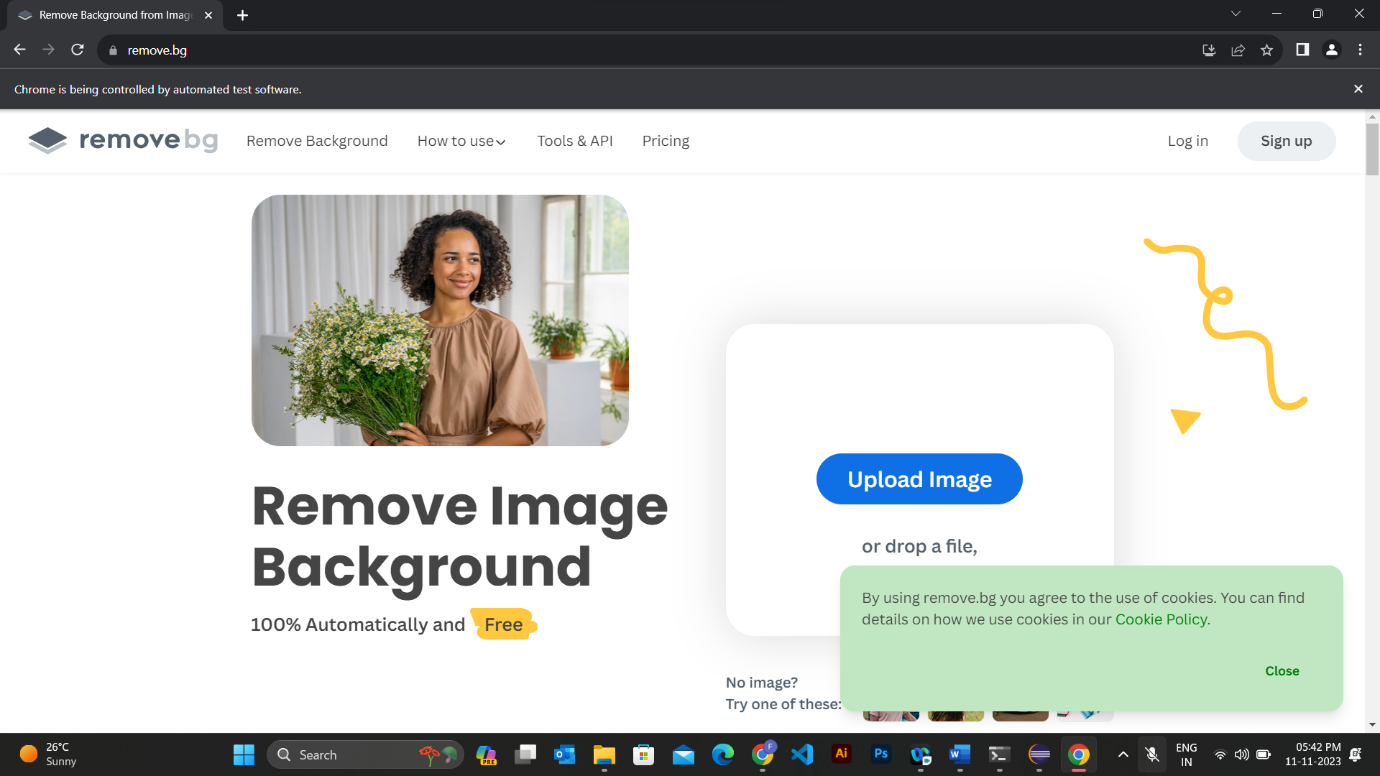 Remove Background from Imag
remove.bg
Chrome is being controlled by automated test software.
removebg
Remove Background
How to use
Tools & API
Pricing
Log in
Sign up
Remove Image
Background
100% Automatically and Free
Upload Image
or drop a file,
No image?
Try one of these:
By using remove.bg you agree to the use of cookies. You can find
details on how we use cookies in our Cookie Policy.
Close
26°C
Sunny
Search
PRE
F
Ai
Ps
W
ENG
IN
05:42 PM
11-11-2023